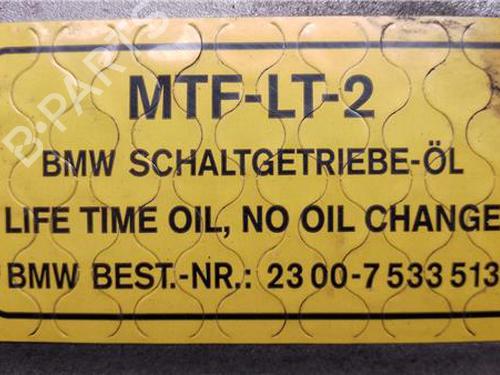 B-PARTS
MTF-LT-2
BMW SCHALTGETRIEBE-ÖL
LIFE TIME OIL, NO OIL CHANGE
BMW BEST.-NR.: 23 00-7 533 513